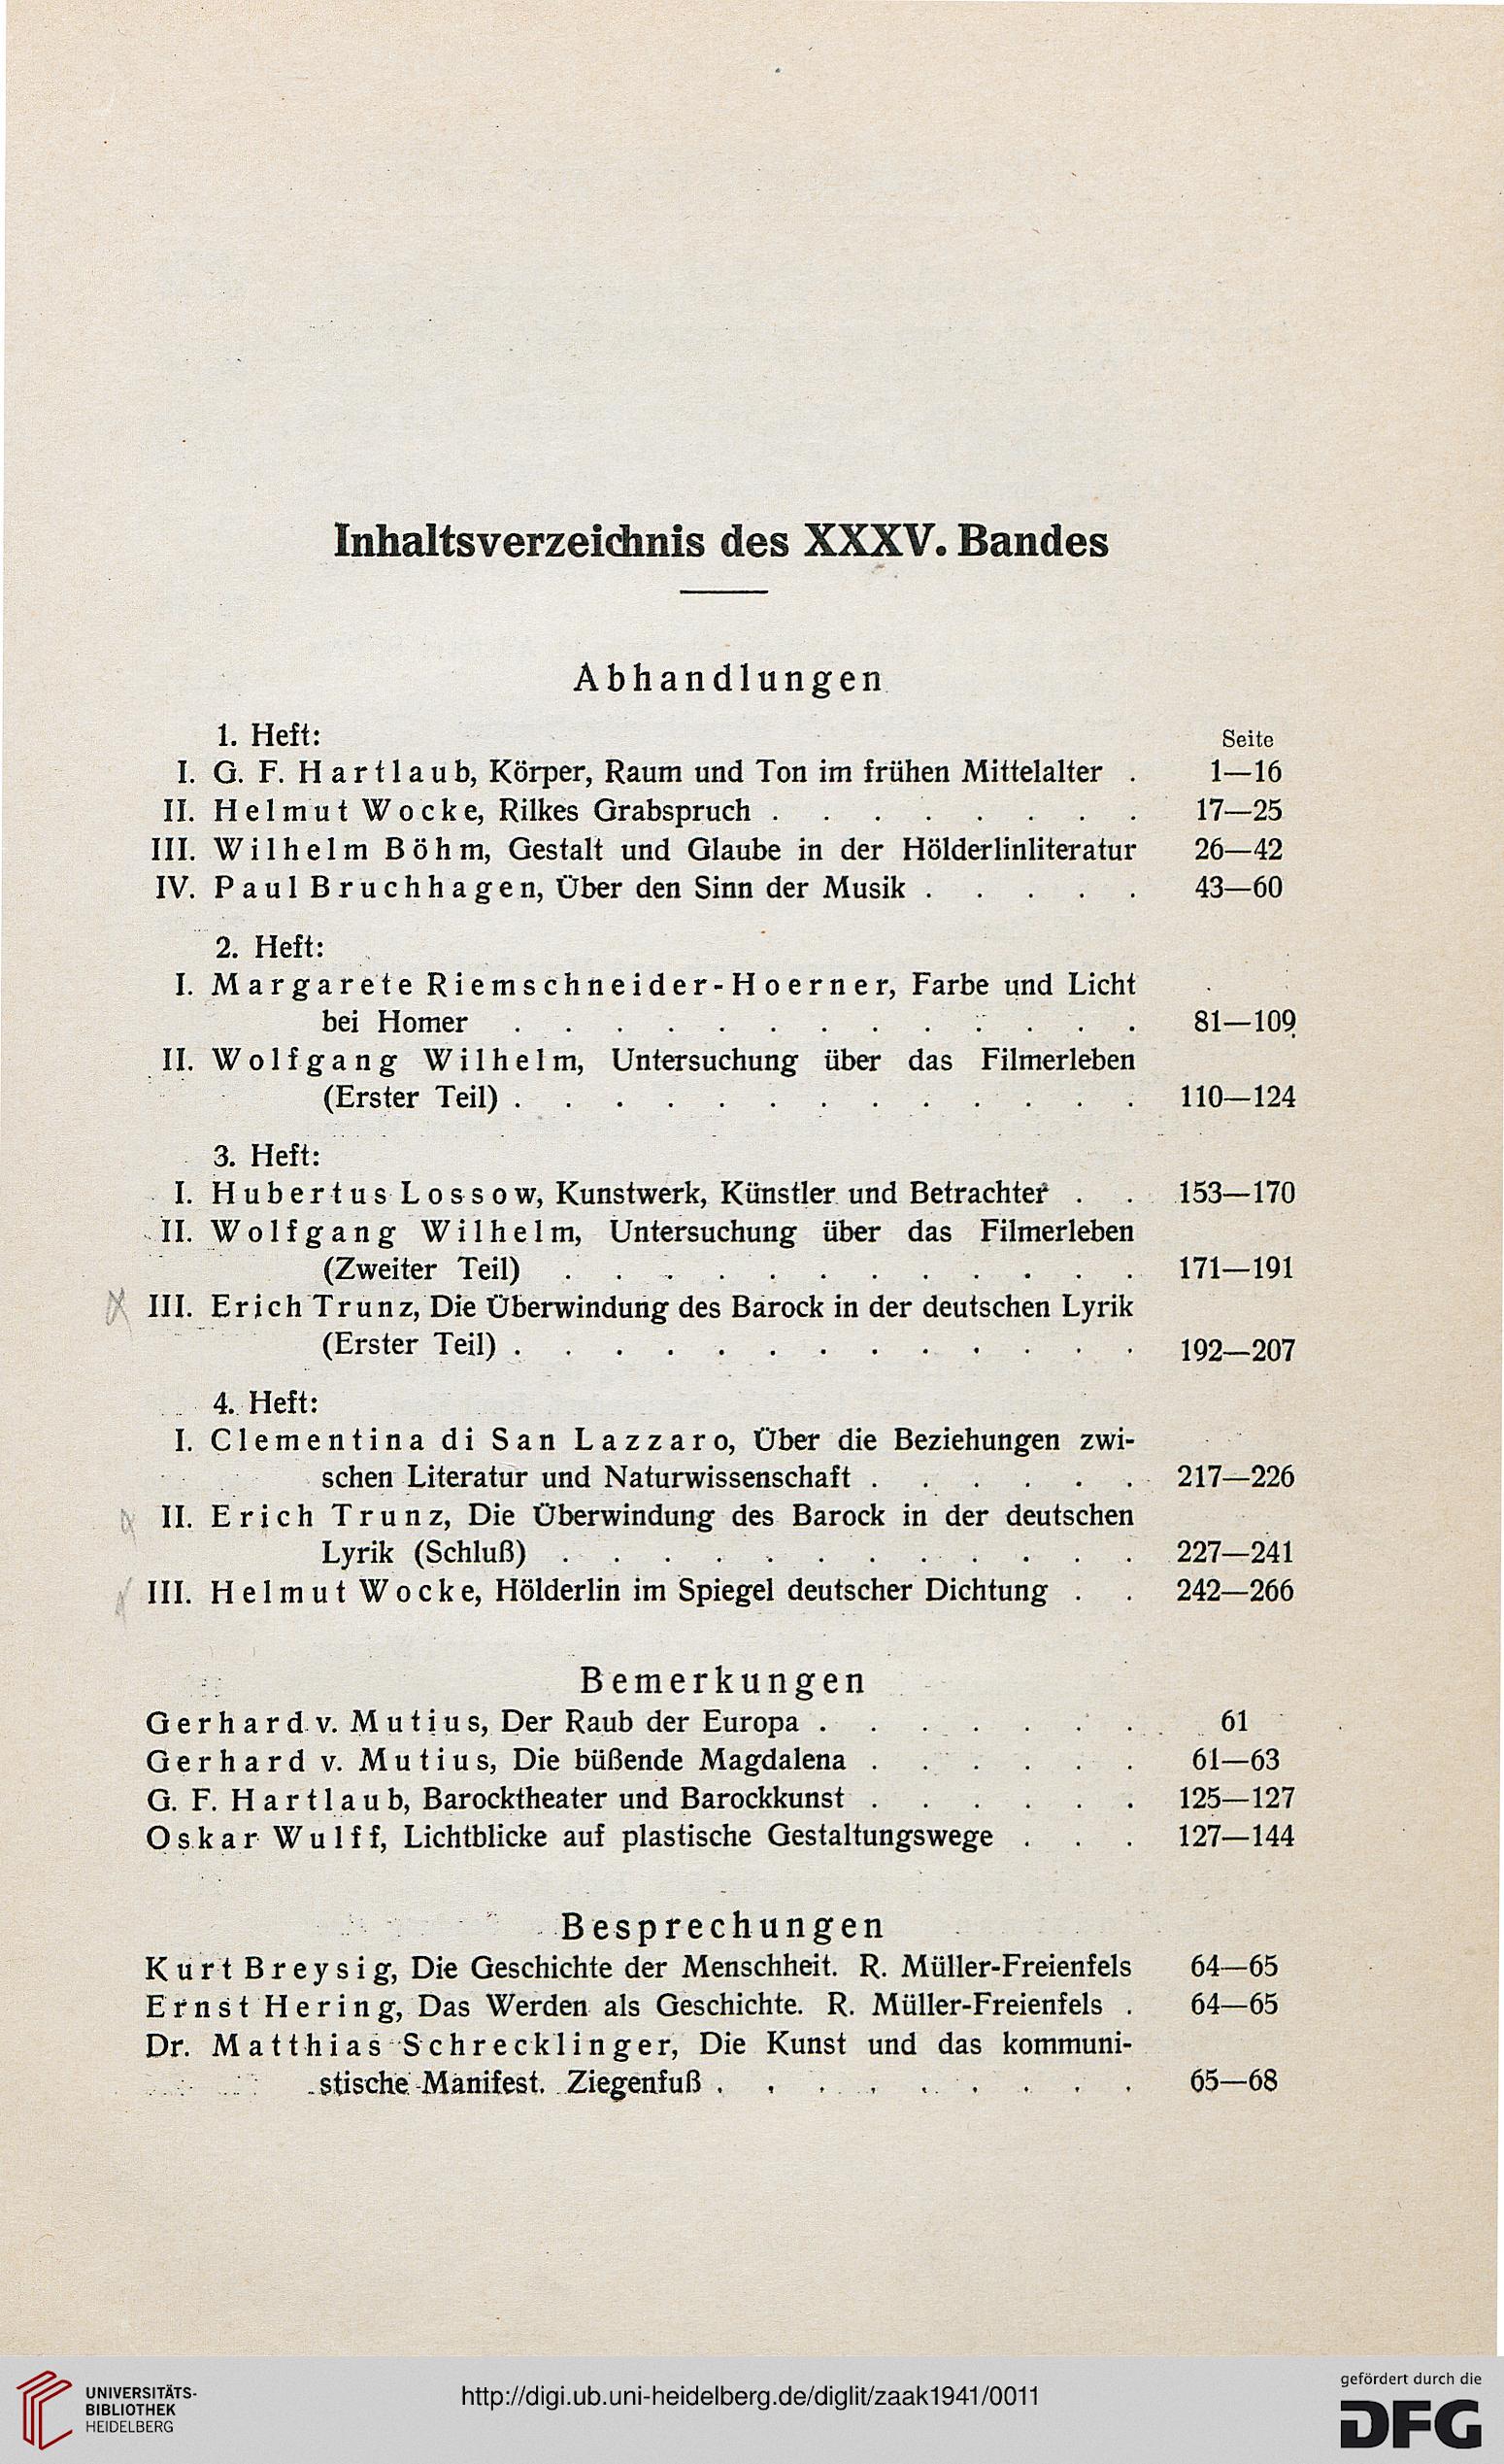 Inhaltsverzeichnis des XXXV. Bandes
Abhandlungen
1. Heft:
Seite
I. G. F. Hartlaub, Körper, Raum und Ton im frühen Mittelalter . 1—16
II. Helmut Wocke, Rilkes Grabspruch . . . . . . . . 17—25
III. Wilhelm Böhm, Gestalt und Glaube in der Hölderlinliteratur 26—42
IV. Paul Bruchhagen, Über den Sinn der Musik . . . . . 43—60
2. Heft:
I. Margarete Riemschneider-Hoerner, Farbe und Licht
bei Homer . . . . . . . . . . . . . 81—109
II. Wolfgang Wilhelm, Untersuchung über das Filmerleben
(Erster Teil) . . . . . . . . . . . . . 110—124
3. Heft:
I. Hubertus Lossow, Kunstwerk, Künstler und Betrachter . . 153—170
II. Wolfgang Wilhelm, Untersuchung über das Filmerleben
(Zweiter Teil) . . . . . . . . . . . . 171—191
III. Erich Trunz, Die Überwindung des Barock in der deutschen Lyrik
(Erster Teil) . . . . . . . . . . . . . 192—207
4. Heft:
I. Clementina di San Lazzaro, Über die Beziehungen zwi-
schen Literatur und Naturwissenschaft . . . . . . 217—226
II. Erich Trunz, Die Überwindung des Barock in der deutschen
Lyrik (Schluß) . . . . . . . . . . . . 227—241
III. Helmut Wocke, Hölderlin im Spiegel deutscher Dichtung . . 242—266
Bemerkungen
Gerhard v. Mutius, Der Raub der Europa . . . . . . . 61
Gerhard v. Mutius, Die büßende Magdalena . . . . . . 61—63
G. F. Hartlaub, Barocktheater und Barockkunst . . . . . . 125—127
Oskar Wulff, Lichtblicke auf plastische Gestaltungswege . . . 127—144
Besprechungen
Kurt Breysig, Die Geschichte der Menschheit. R. Müller-Freienfels 64—65
Ernst Hering, Das Werden als Geschichte. R. Müller-Freienfels . 64—65
Dr. Matthias Schrecklinger, Die Kunst und das kommuni-
stische Manifest. Ziegenfuß . . . . . . . . . 65—68
UNIVERSITÄTS-
BIBLIOTHEK
HEIDELBERG
http://digi.ub.uni-heidelberg.de/diglit/zaak1941/0011
gefördert durch die
DFG